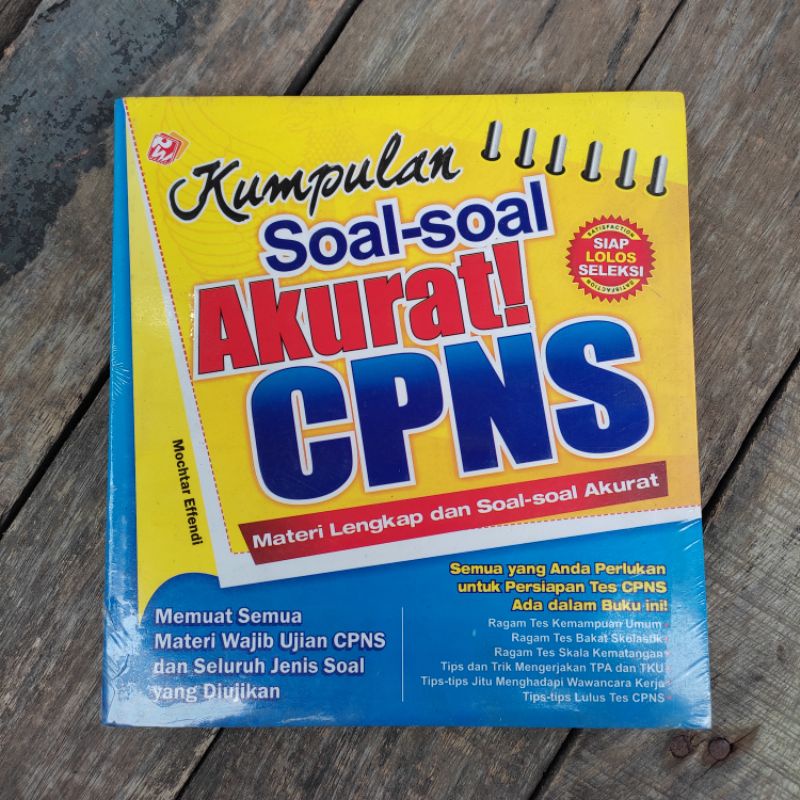 Kumpulan
Soal-soal
Akurat!
CPNS
SATISFACTION
SIAP
LOLOS
SELEKSI
SATISFACTION
Mochtar Effendi
Materi Lengkap dan Soal-soal Akurat
Semua yang Anda Perlukan
untuk Persiapan Tes CPNS
Ada dalam Buku ini!
Ragam Tes Kemampuan Umum
Ragam Tes Bakat Skolastik
Ragam Tes Skala Kematangan
Tips dan Trik Mengerjakan TPA dan TKU
Tips-tips Jitu Menghadapi Wawancara Kerja
Tips-tips Lulus Tes CPNS
Memuat Semua
Materi Wajib Ujian CPNS
dan Seluruh Jenis Soal
yang Diujikan